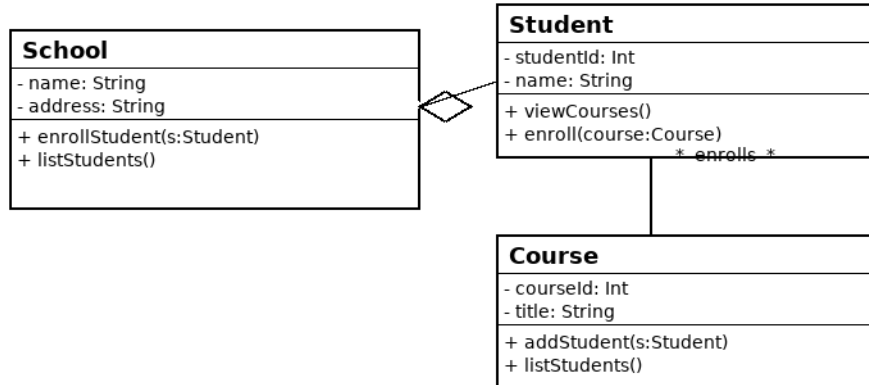 School
- name: String
- address: String
+ enrollStudent(s:Student)
+ listStudents()
Student
- studentId: Int
- name: String
+ viewCourses()
+ enroll(course:Course)
* enrolls *
Course
- courseId: Int
- title: String
+ addStudent(s:Student)
+ listStudents()